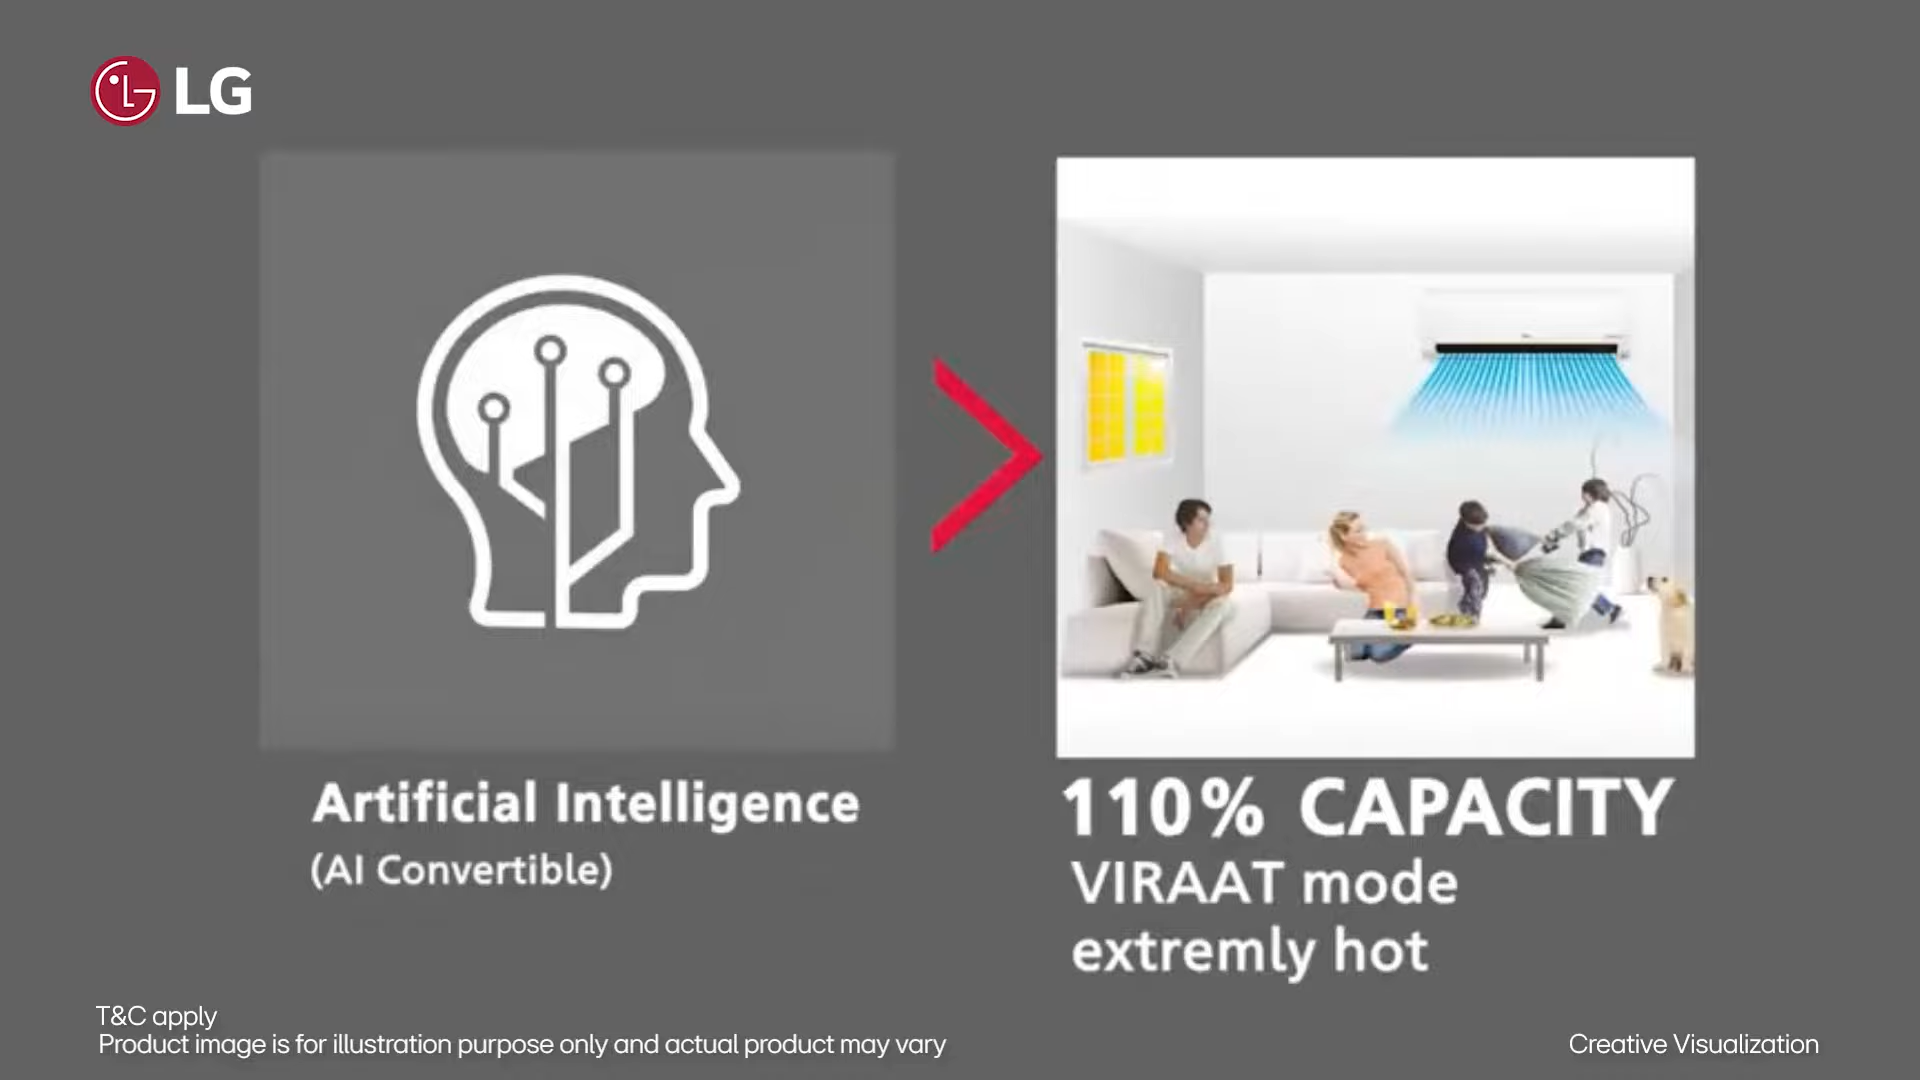 LG
Artificial Intelligence
(AI Convertible)
110% CAPACITY
VIRAAT mode
extremly hot
T&C apply
Product image is for illustration purpose only and actual product may vary
Creative Visualization